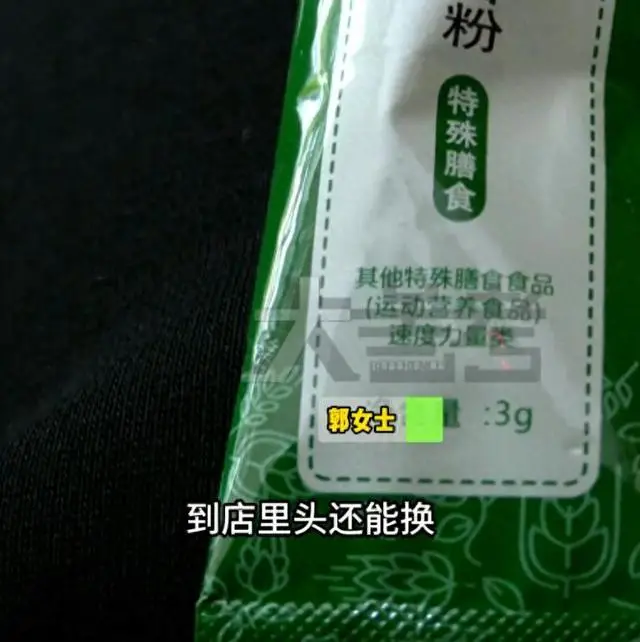 粉
特殊膳食
其他特殊膳食食品
(运动营养食品)
速度力量类
郭女士
量 :3g
到店里头还能换